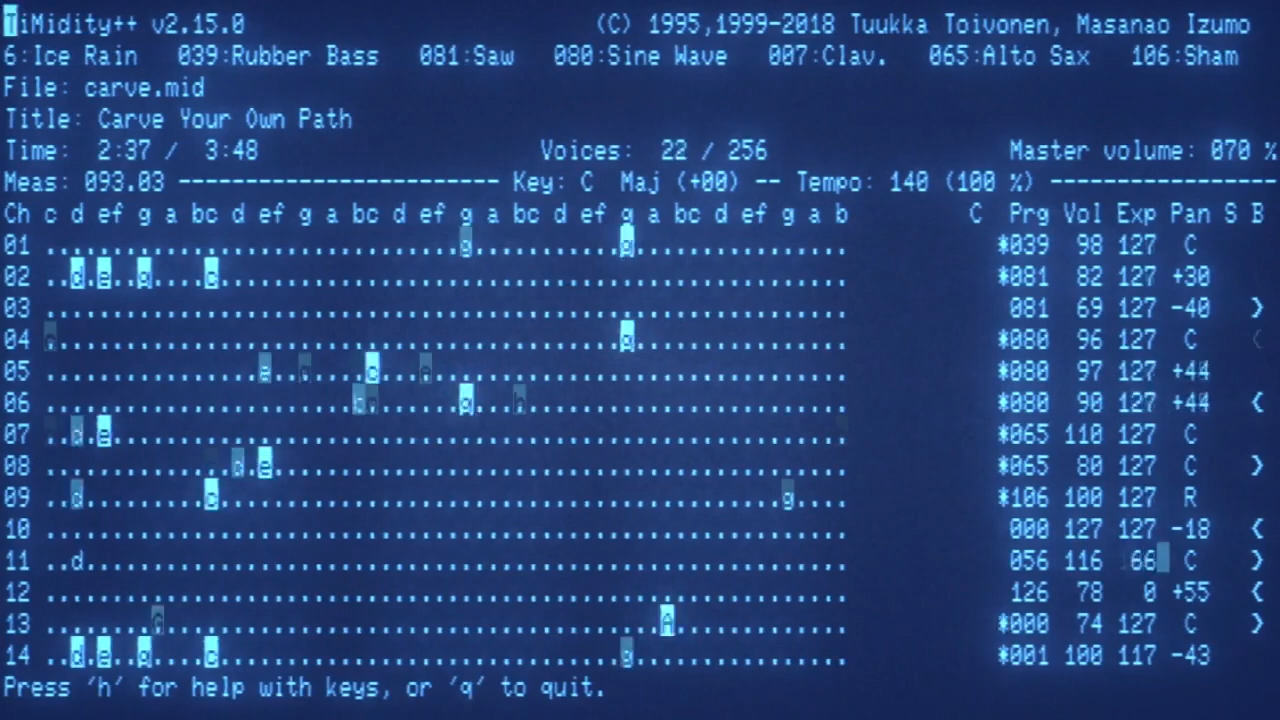 TiMidity++ v2.15.0 (C) 1995,1999-2018 Tuukka Toivonen, Masanao Izumo
6:Ice Rain 039:Rubber Bass 081:Saw 080:Sine Wave 007:Clav. 065:Alto Sax 106:Sham
File: carve.mid
Title: Carve Your Own Path
Time: 2:37 / 3:48 Voices: 22 / 256 Master volume: 070 %
Meas: 093.03 ------------------------ Key: C Maj (+00) -- Tempo: 140 (100 %) -----------------
Ch c d ef g a bc d ef g a bc d ef g a bc d ef g a bc d ef g a b C Prg Vol Exp Pan S B
01 g g *039 98 127 C
02 d e g c *081 82 127 +30
03 081 69 127 -40 >
04 g *080 96 127 C
05 e c e *080 97 127 +44
06 g *080 90 127 +44 <
07 d e *065 110 127 C
08 d e *065 80 127 C >
09 d c g *106 100 127 R
10 000 127 127 -18 <
11 d 056 116 66 C >
12 126 78 0 +55 <
13 G A *000 74 127 C >
14 d e g c g *001 100 117 -43
Press 'h' for help with keys, or 'q' to quit.